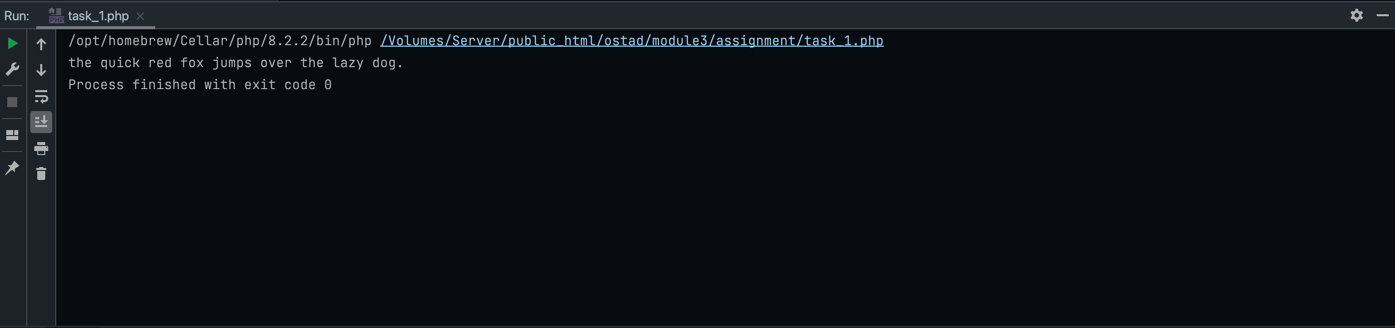 Run: task_1.php
/opt/homebrew/Cellar/php/8.2.2/bin/php /Volumes/Server/public_html/ostad/module3/assignment/task_1.php
the quick red fox jumps over the lazy dog.
Process finished with exit code 0